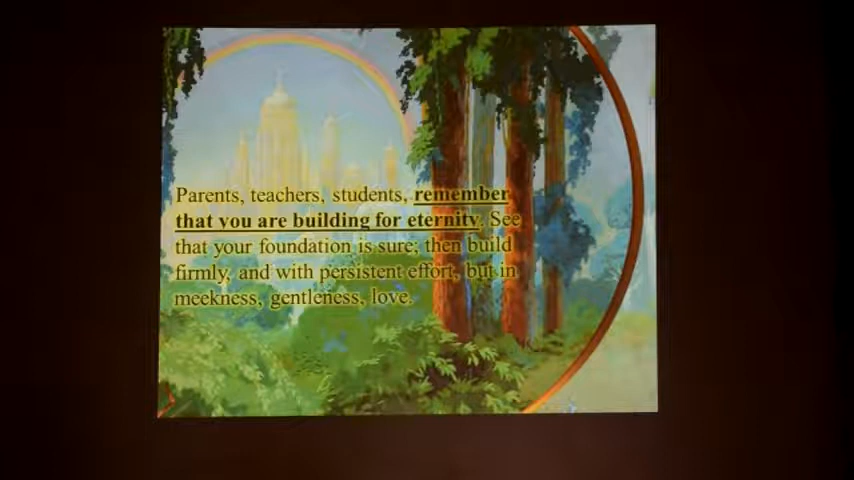 Parents, teachers, students, remember
that you are building for eternity. See
that your foundation is sure; then build
firmly, and with persistent effort, but in
meekness, gentleness, love.